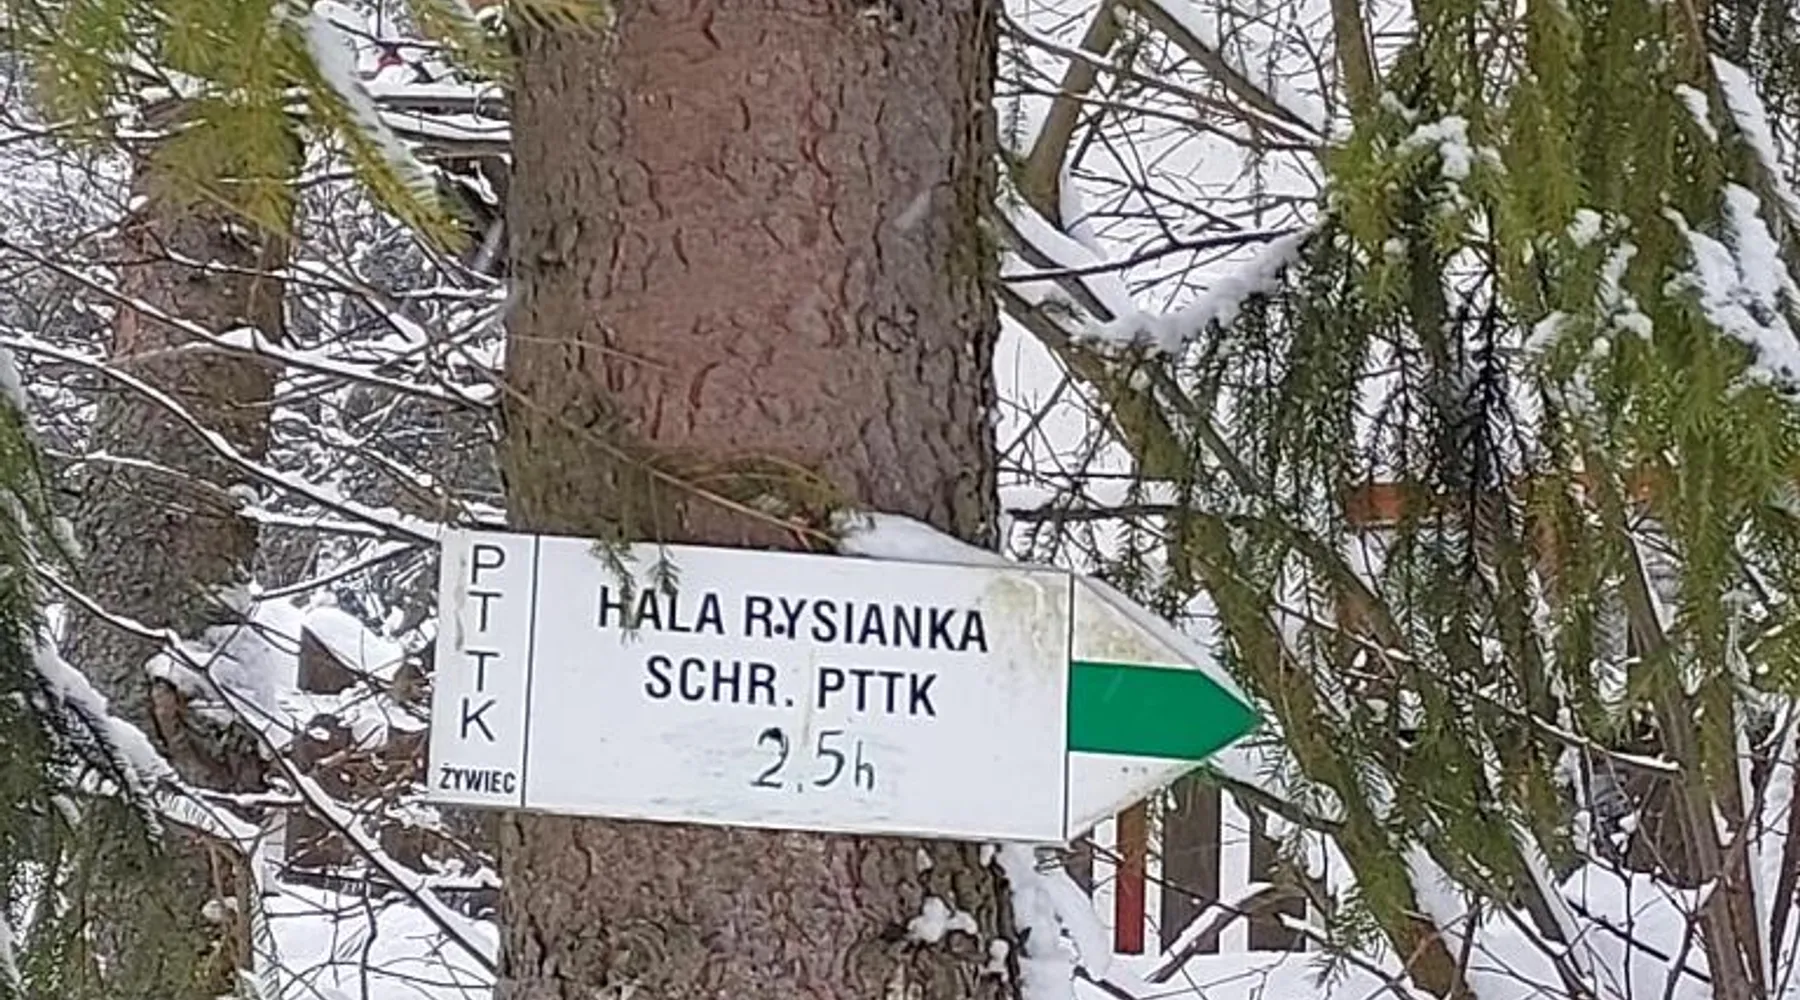 PTTK
ŻYWIEC
HALA RYSIANKA
SCHR. PTTK
2,5h